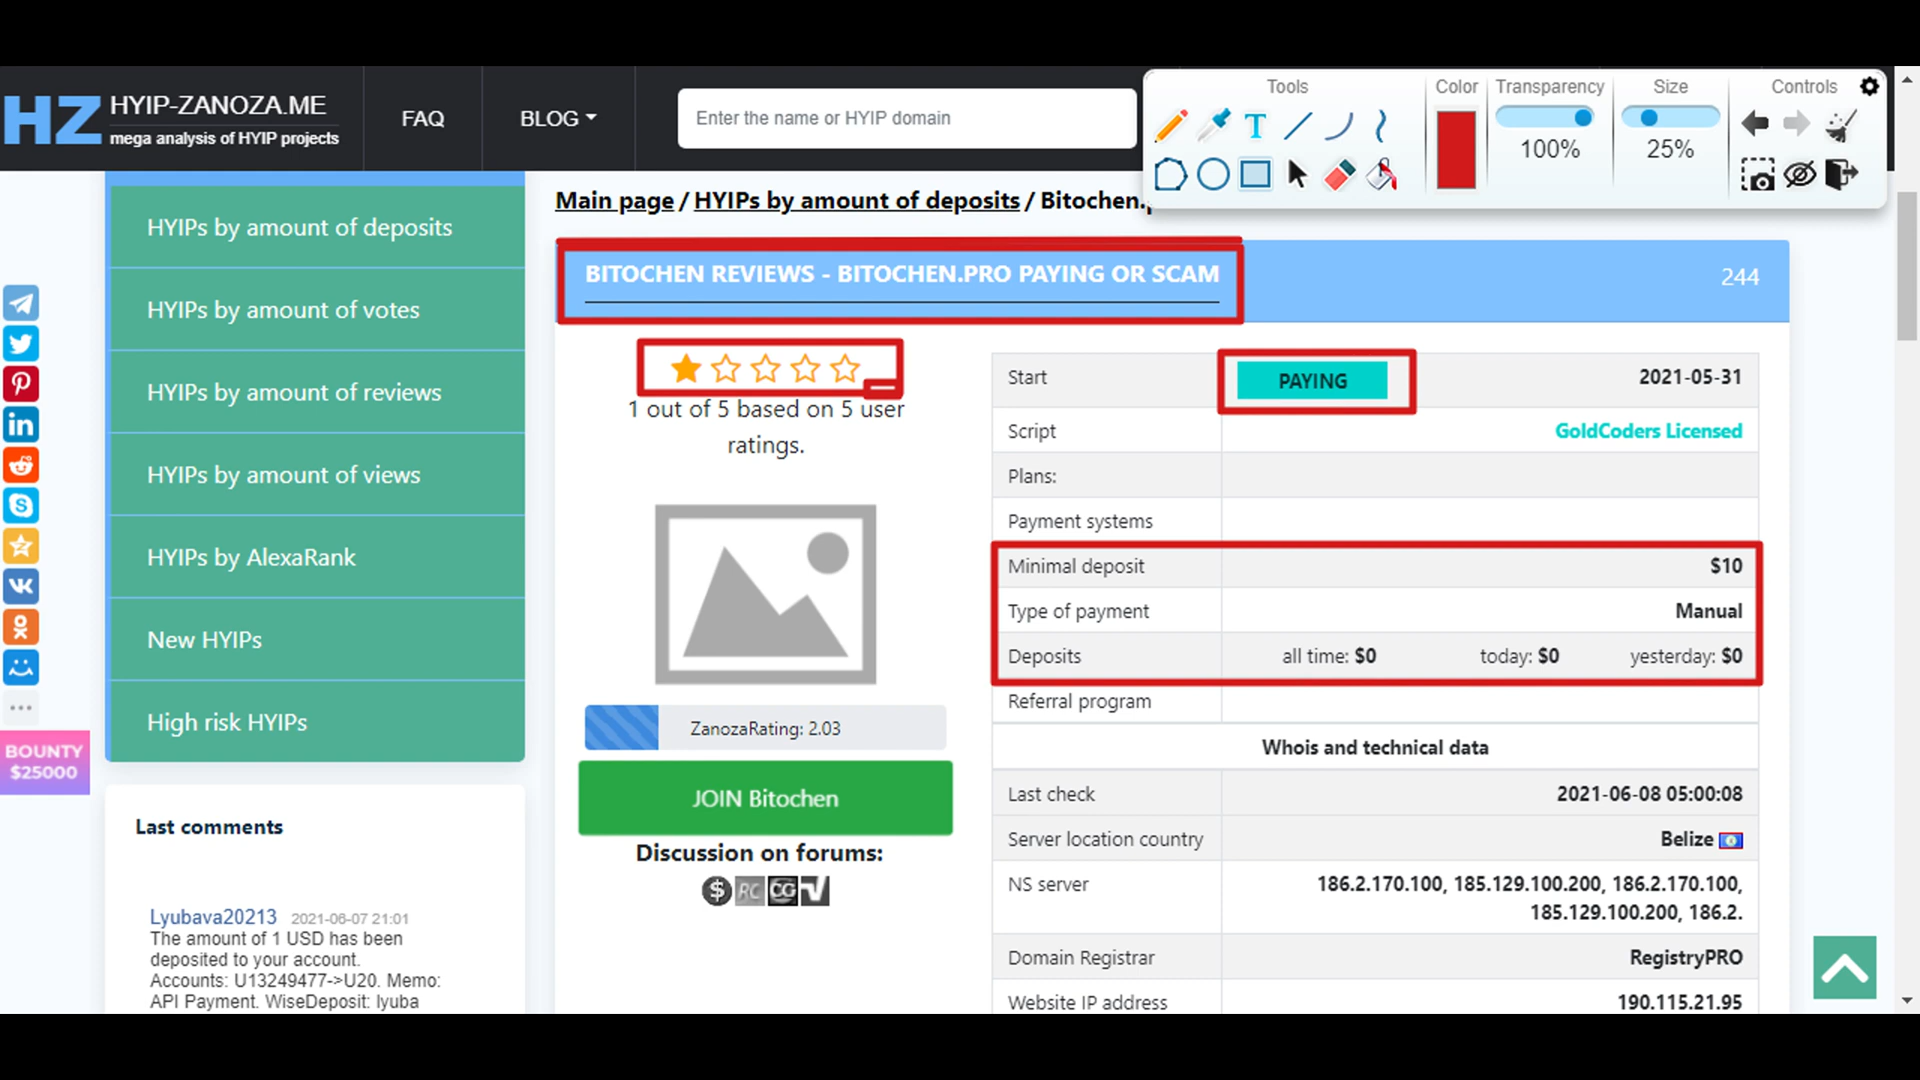 HZ HYIP-ZANOZA.ME
mega analysis of HYIP projects
FAQ
BLOG
Enter the name or HYIP domain
Tools
Color
Transparency
Size
Controls
T
100%
25%
HYIPs by amount of deposits
HYIPs by amount of votes
HYIPs by amount of reviews
HYIPs by amount of views
HYIPs by AlexaRank
New HYIPs
High risk HYIPs
BOUNTY
$25000
Last comments
Lyubava20213 2021-06-07 21:01
The amount of 1 USD has been
deposited to your account.
Accounts: U13249477->U20. Memo:
API Payment. WiseDeposit: lyuba
Main page / HYIPs by amount of deposits / Bitochen.
BITOCHEN REVIEWS - BITOCHEN.PRO PAYING OR SCAM
244
1 out of 5 based on 5 user
ratings.
ZanozaRating: 2.03
JOIN Bitochen
Discussion on forums:
$ RC CG
Start PAYING 2021-05-31
Script GoldCoders Licensed
Plans:
Payment systems
Minimal deposit $10
Type of payment Manual
Deposits all time: $0 today: $0 yesterday: $0
Referral program
Whois and technical data
Last check 2021-06-08 05:00:08
Server location country Belize
NS server 186.2.170.100, 185.129.100.200, 186.2.170.100,
185.129.100.200, 186.2.
Domain Registrar RegistryPRO
Website IP address 190.115.21.95